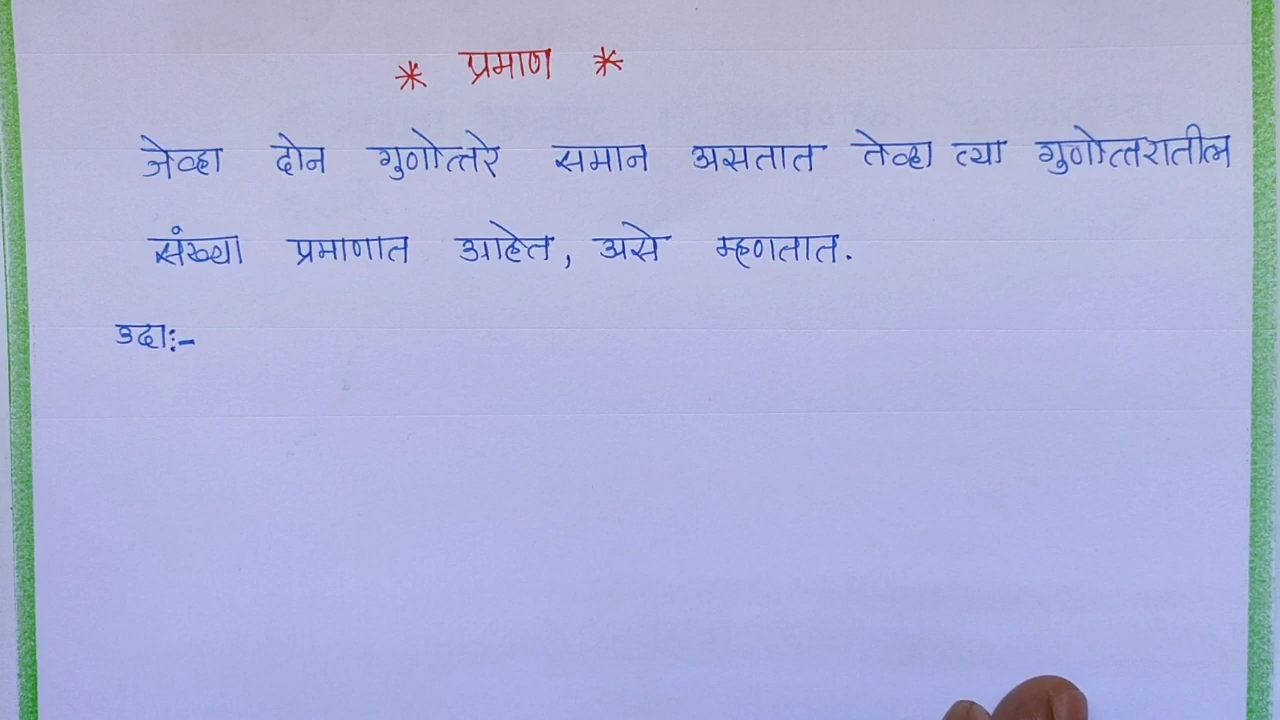 * प्रमाण *
जेव्हा दोन गुणोत्तरे समान असतात तेव्हा त्या गुणोत्तरातील
संख्या प्रमाणात आहेत, असे म्हणतात.
उदा:-